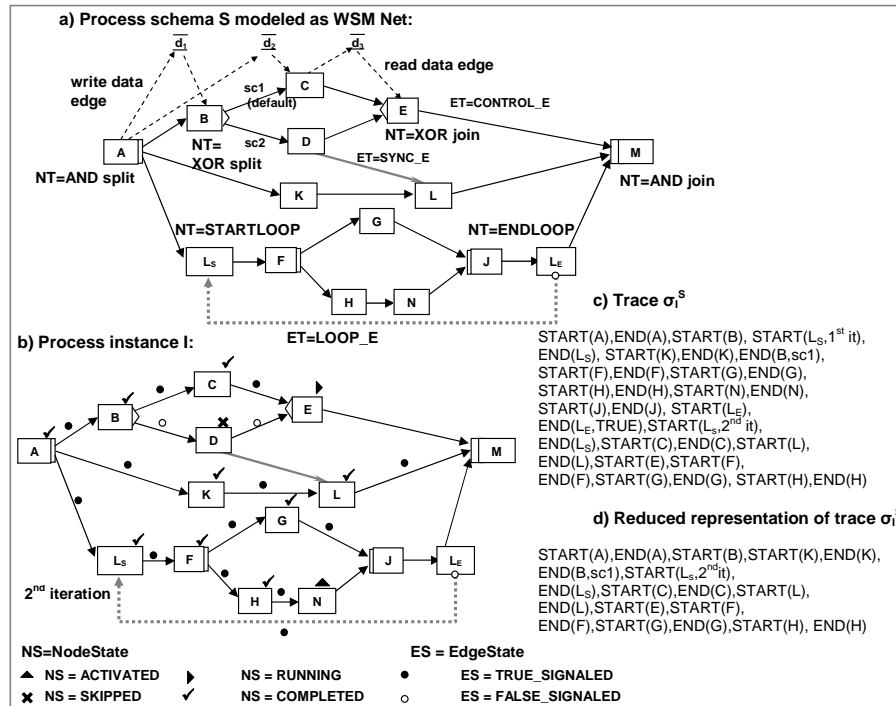 a) Process schema S modeled as WSM Net:
d1
d2
d3
write data
edge
read data edge
sc1
(default)
C
B
E
ET=CONTROL_E
NT=
XOR split
sc2
D
NT=XOR join
A
M
NT=AND split
ET=SYNC_E
NT=AND join
K
L
G
NT=STARTLOOP
NT=ENDLOOP
LS
F
J
LE
H
N
ET=LOOP_E
b) Process instance I:
C
B
E
D
A
M
K
L
G
LS
F
J
LE
2nd iteration
H
N
c) Trace σIS
START(A),END(A),START(B), START(LS,1st it),
END(LS), START(K),END(K),END(B,sc1),
START(F),END(F),START(G),END(G),
START(H),END(H),START(N),END(N),
START(J),END(J), START(LE),
END(LE,TRUE),START(Ls,2nd it),
END(LS),START(C),END(C),START(L),
END(L),START(E),START(F),
END(F),START(G),END(G), START(H),END(H)
d) Reduced representation of trace σI
START(A),END(A),START(B),START(K),END(K),
END(B,sc1),START(Ls,2ndit),
END(LS),START(C),END(C),START(L),
END(L),START(E),START(F),
END(F),START(G),END(G),START(H), END(H)
NS=NodeState
ES = EdgeState
NS = ACTIVATED
NS = RUNNING
ES = TRUE_SIGNALED
NS = SKIPPED
NS = COMPLETED
ES = FALSE_SIGNALED